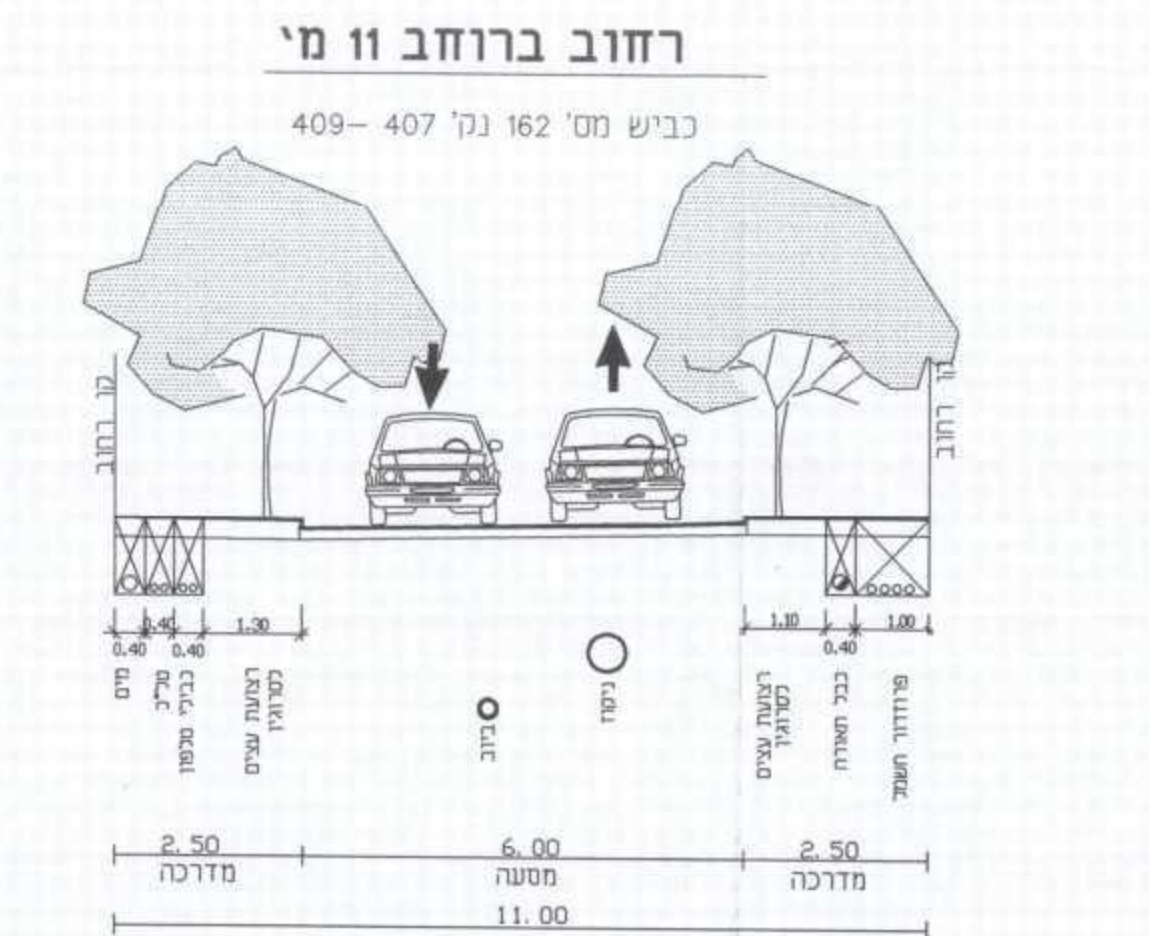 רחוב ברוחב 11 מ'
כביש מס' 162 נק' 407 –409
קו רחוב
קו רחוב
0.40
0.40
0.40
1.30
1.10
0.40
1.00
מים
טל"כ
כבילי טלפון
רצועת עצים
לסרוגין
ביוב
ניקוז
רצועת עצים
לסרוגין
כבל תאורה
פרוזדור חשמל
2.50
6.00
2.50
מדרכה
מסעה
מדרכה
11.00